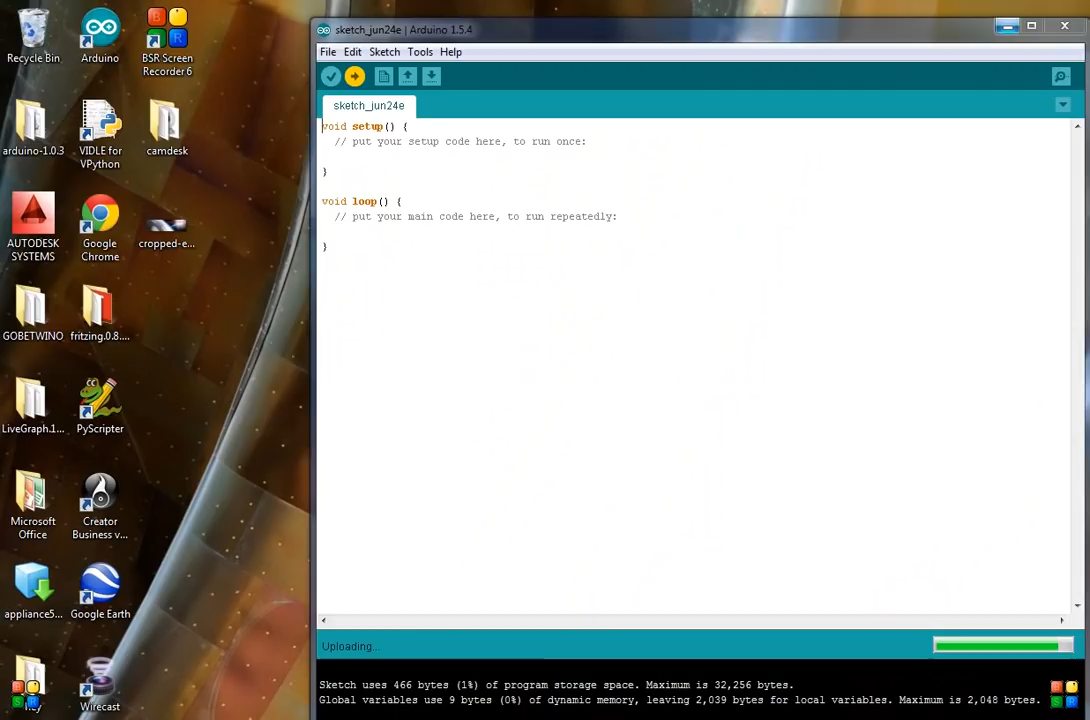 sketch_jun24e | Arduino 1.5.4
File Edit Sketch Tools Help
sketch_jun24e
void setup() {
// put your setup code here, to run once:
}
void loop() {
// put your main code here, to run repeatedly:
}
Uploading...
Sketch uses 466 bytes (1%) of program storage space. Maximum is 32,256 bytes.
Global variables use 9 bytes (0%) of dynamic memory, leaving 2,039 bytes for local variables. Maximum is 2,048 bytes.
Recycle Bin
Arduino
BSR Screen
Recorder 6
B
R
S
R
arduino-1.0.3
VIDLE for
VPython
camdesk
AUTODESK
SYSTEMS
Google
Chrome
cropped-e...
GOBETWINO
fritzing.0.8....
LiveGraph.1...
PyScripter
Microsoft
Office
Creator
Business v...
appliance5...
Google Earth
Key
Wirecast